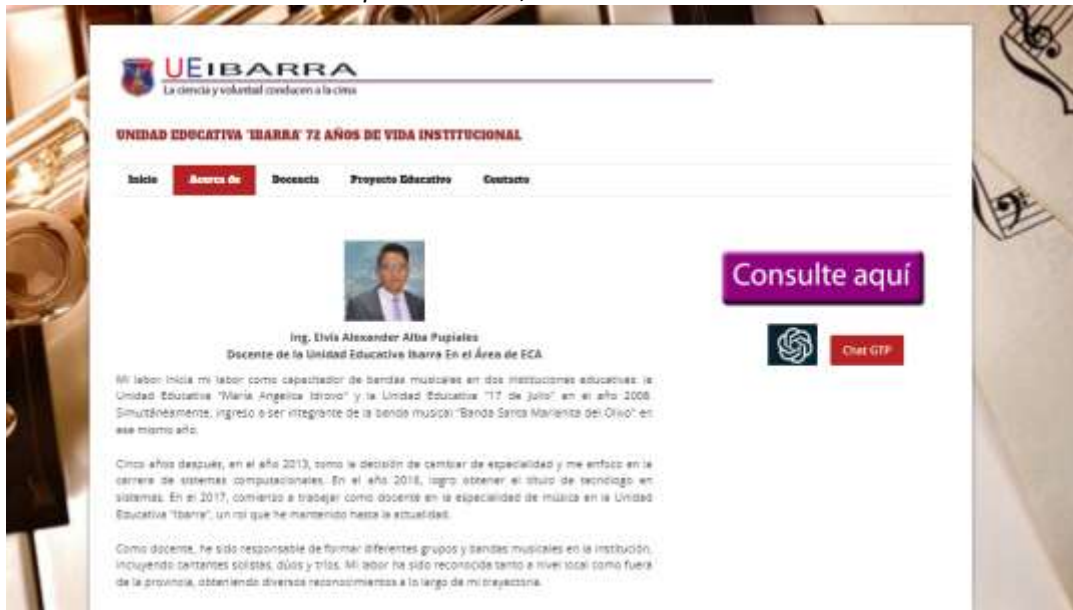 UEIBARRA
La ciencia y voluntad conducen a la cima
UNIDAD EDUCATIVA "IBARRA" 72 AÑOS DE VIDA INSTITUCIONAL
Inicio Acerca de Docencia Proyecto Educativo Contacto
Consulte aquí
Chat GTP
Ing. Elvis Alexander Alba Pupiales
Docente de la Unidad Educativa Ibarra En el Área de ECA
Mi labor inicia mi labor como capacitador de bandas musicales en dos instituciones educativas: la
Unidad Educativa "María Angelica Idrovo" y la Unidad Educativa "17 de Julio" en el año 2008.
Simultáneamente, ingreso a ser integrante de la banda musical "Banda Santa Marianita del Olivo" en
ese mismo año.
Cinco años después, en el año 2013, tomo la decisión de cambiar de especialidad y me enfoco en la
carrera de sistemas computacionales. En el año 2016, logro obtener el título de tecnólogo en
sistemas. En el 2017, comienzo a trabajar como docente en la especialidad de música en la Unidad
Educativa "Ibarra", un rol que he mantenido hasta la actualidad.
Como docente, he sido responsable de formar diferentes grupos y bandas musicales en la institución,
incluyendo cantantes solistas, dúos y tríos. Mi labor ha sido reconocida tanto a nivel local como fuera
de la provincia, obteniendo diversos reconocimientos a lo largo de mi trayectoria.